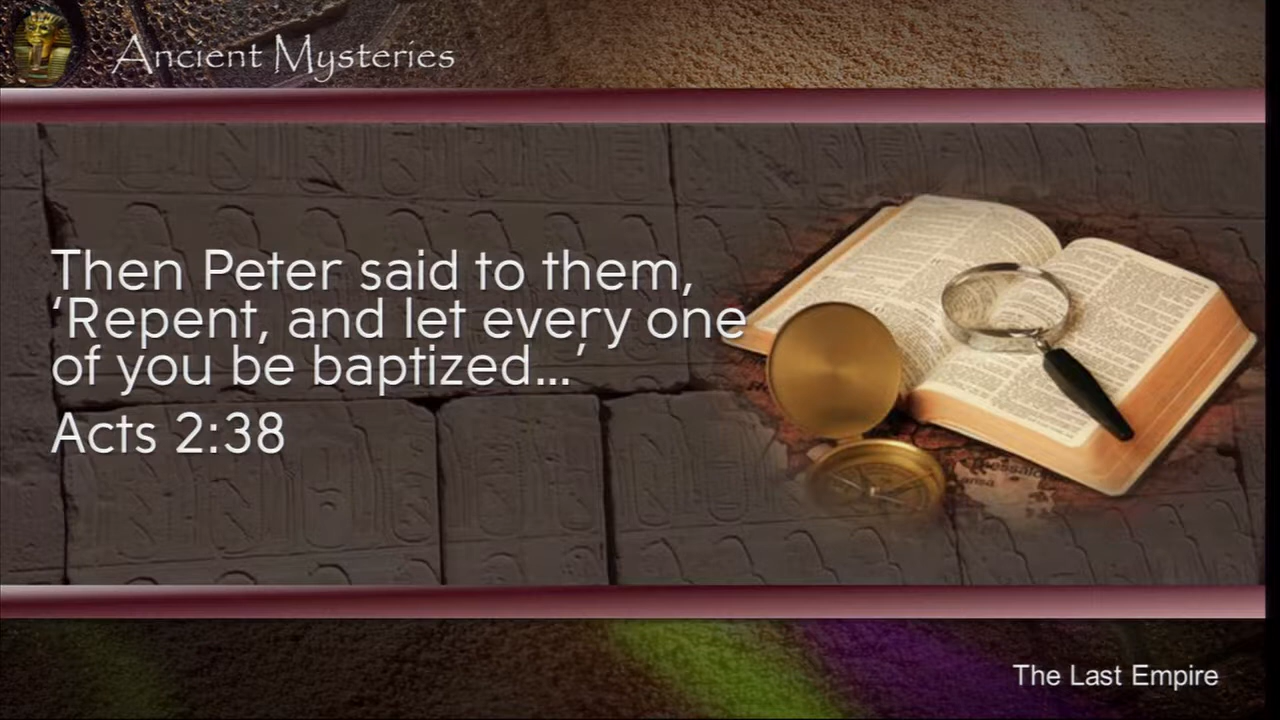 Ancient Mysteries
Then Peter said to them,
‘Repent, and let every one
of you be baptized...’
Acts 2:38
The Last Empire